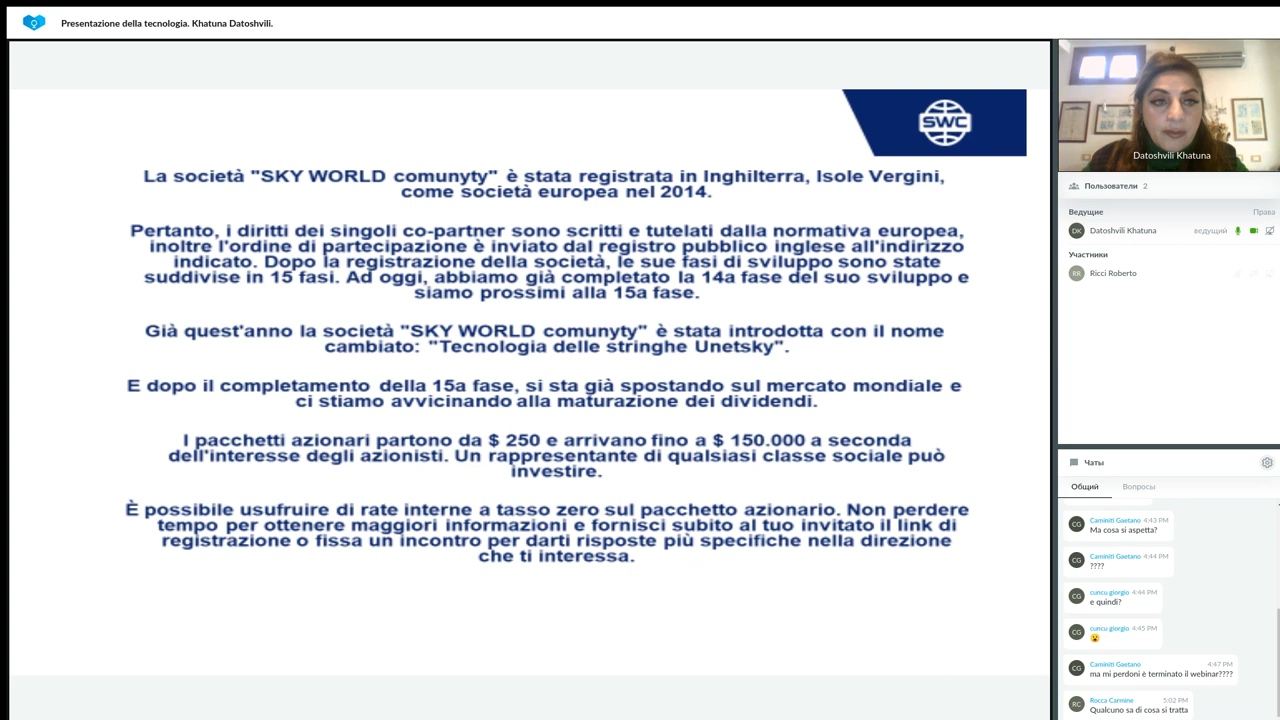 Presentazione della tecnologia. Khatuna Datoshvili.
SWC
La società "SKY WORLD comunyty" è stata registrata in Inghilterra, Isole Vergini,
come società europea nel 2014.
Pertanto, i diritti dei singoli co-partner sono scritti e tutelati dalla normativa europea,
inoltre l'ordine di partecipazione è inviato dal registro pubblico inglese all'indirizzo
indicato. Dopo la registrazione della società, le sue fasi di sviluppo sono state
suddivise in 15 fasi. Ad oggi, abbiamo già completato la 14a fase del suo sviluppo e
siamo prossimi alla 15a fase.
Già quest'anno la società "SKY WORLD comunyty" è stata introdotta con il nome
cambiato: "Tecnologia delle stringhe Unetsky".
E dopo il completamento della 15a fase, si sta già spostando sul mercato mondiale e
ci stiamo avvicinando alla maturazione dei dividendi.
I pacchetti azionari partono da $ 250 e arrivano fino a $ 150.000 a seconda
dell'interesse degli azionisti. Un rappresentante di qualsiasi classe sociale può
investire.
È possibile usufruire di rate interne a tasso zero sul pacchetto azionario. Non perdere
tempo per ottenere maggiori informazioni e fornisci subito al tuo invitato il link di
registrazione o fissa un incontro per darti risposte più specifiche nella direzione
che ti interessa.
Datoshvili Khatuna
Пользователи 2
Ведущие Права
DK Datoshvili Khatuna ведущий
Участники
RR Ricci Roberto
Чаты
Общий Вопросы
CG Caminiti Gaetano 4:43 PM
Ma cosa si aspetta?
CG Caminiti Gaetano 4:44 PM
????
CG cuncu giorgio 4:44 PM
e quindi?
CG cuncu giorgio 4:45 PM
😮
CG Caminiti Gaetano 4:47 PM
ma mi perdoni è terminato il webinar????
RC Rocca Carmine 5:02 PM
Qualcuno sa di cosa si tratta